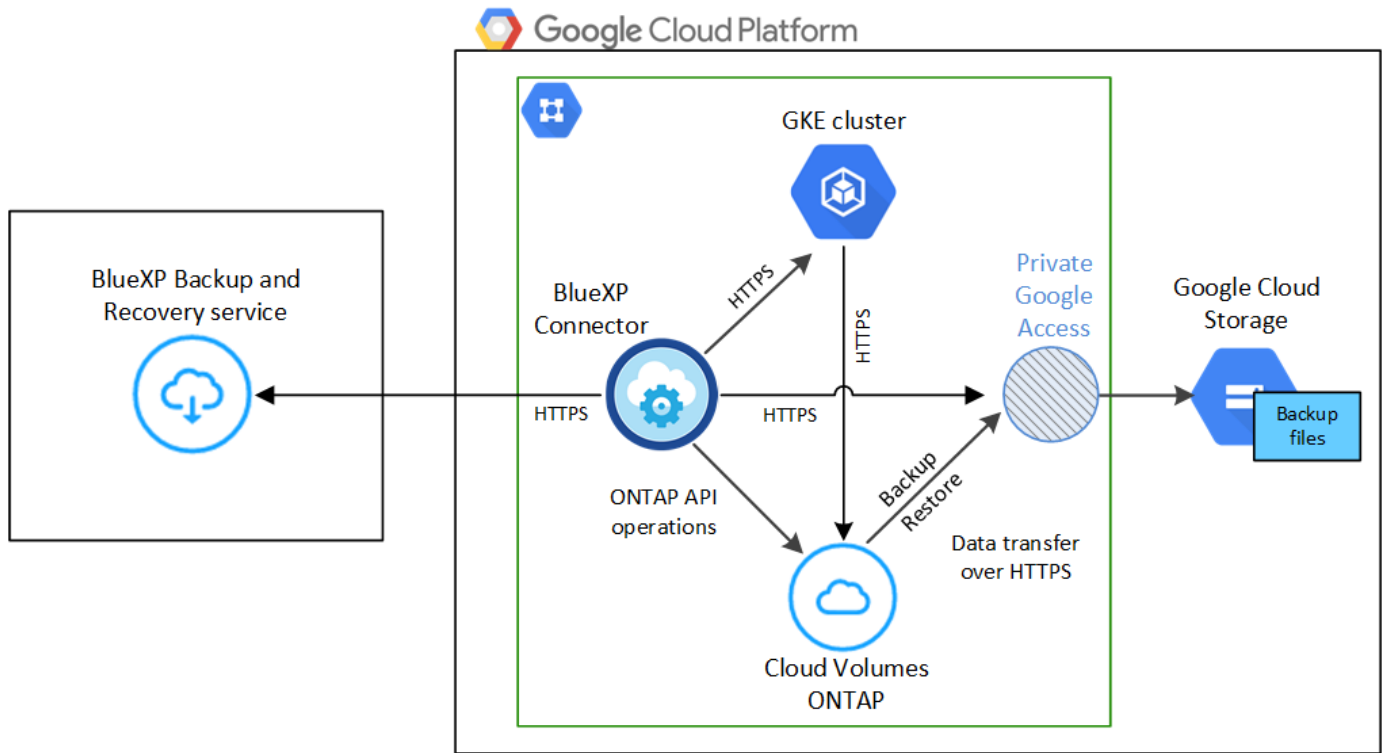 Google Cloud Platform
GKE cluster
BlueXP Backup and
Recovery service
BlueXP
Connector
HTTPS
HTTPS
Private
Google
Access
Google Cloud
Storage
Backup
files
HTTPS
HTTPS
ONTAP API
operations
Backup
Restore
Data transfer
over HTTPS
Cloud Volumes
ONTAP